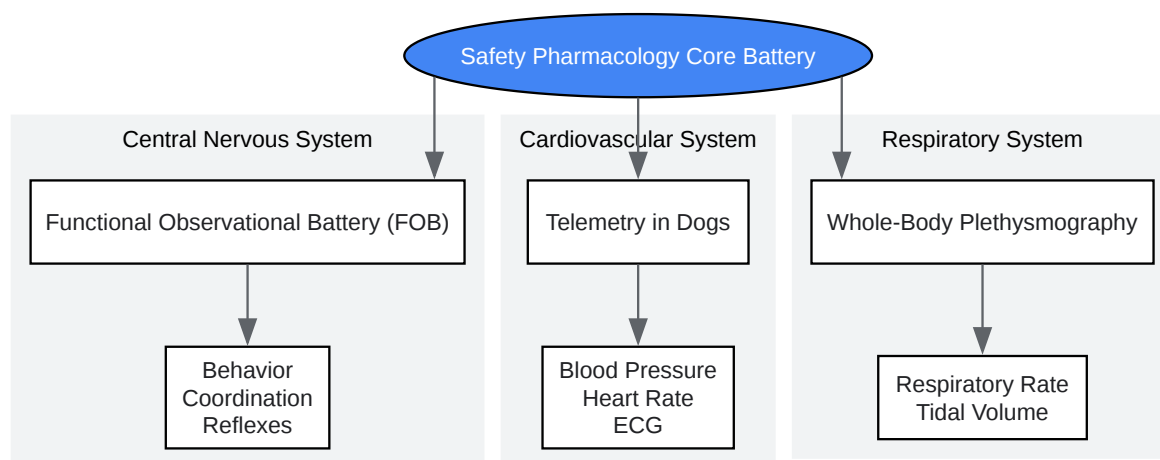 Safety Pharmacology Core Battery
Central Nervous System
Cardiovascular System
Respiratory System
Functional Observational Battery (FOB)
Telemetry in Dogs
Whole-Body Plethysmography
Behavior
Coordination
Reflexes
Blood Pressure
Heart Rate
ECG
Respiratory Rate
Tidal Volume